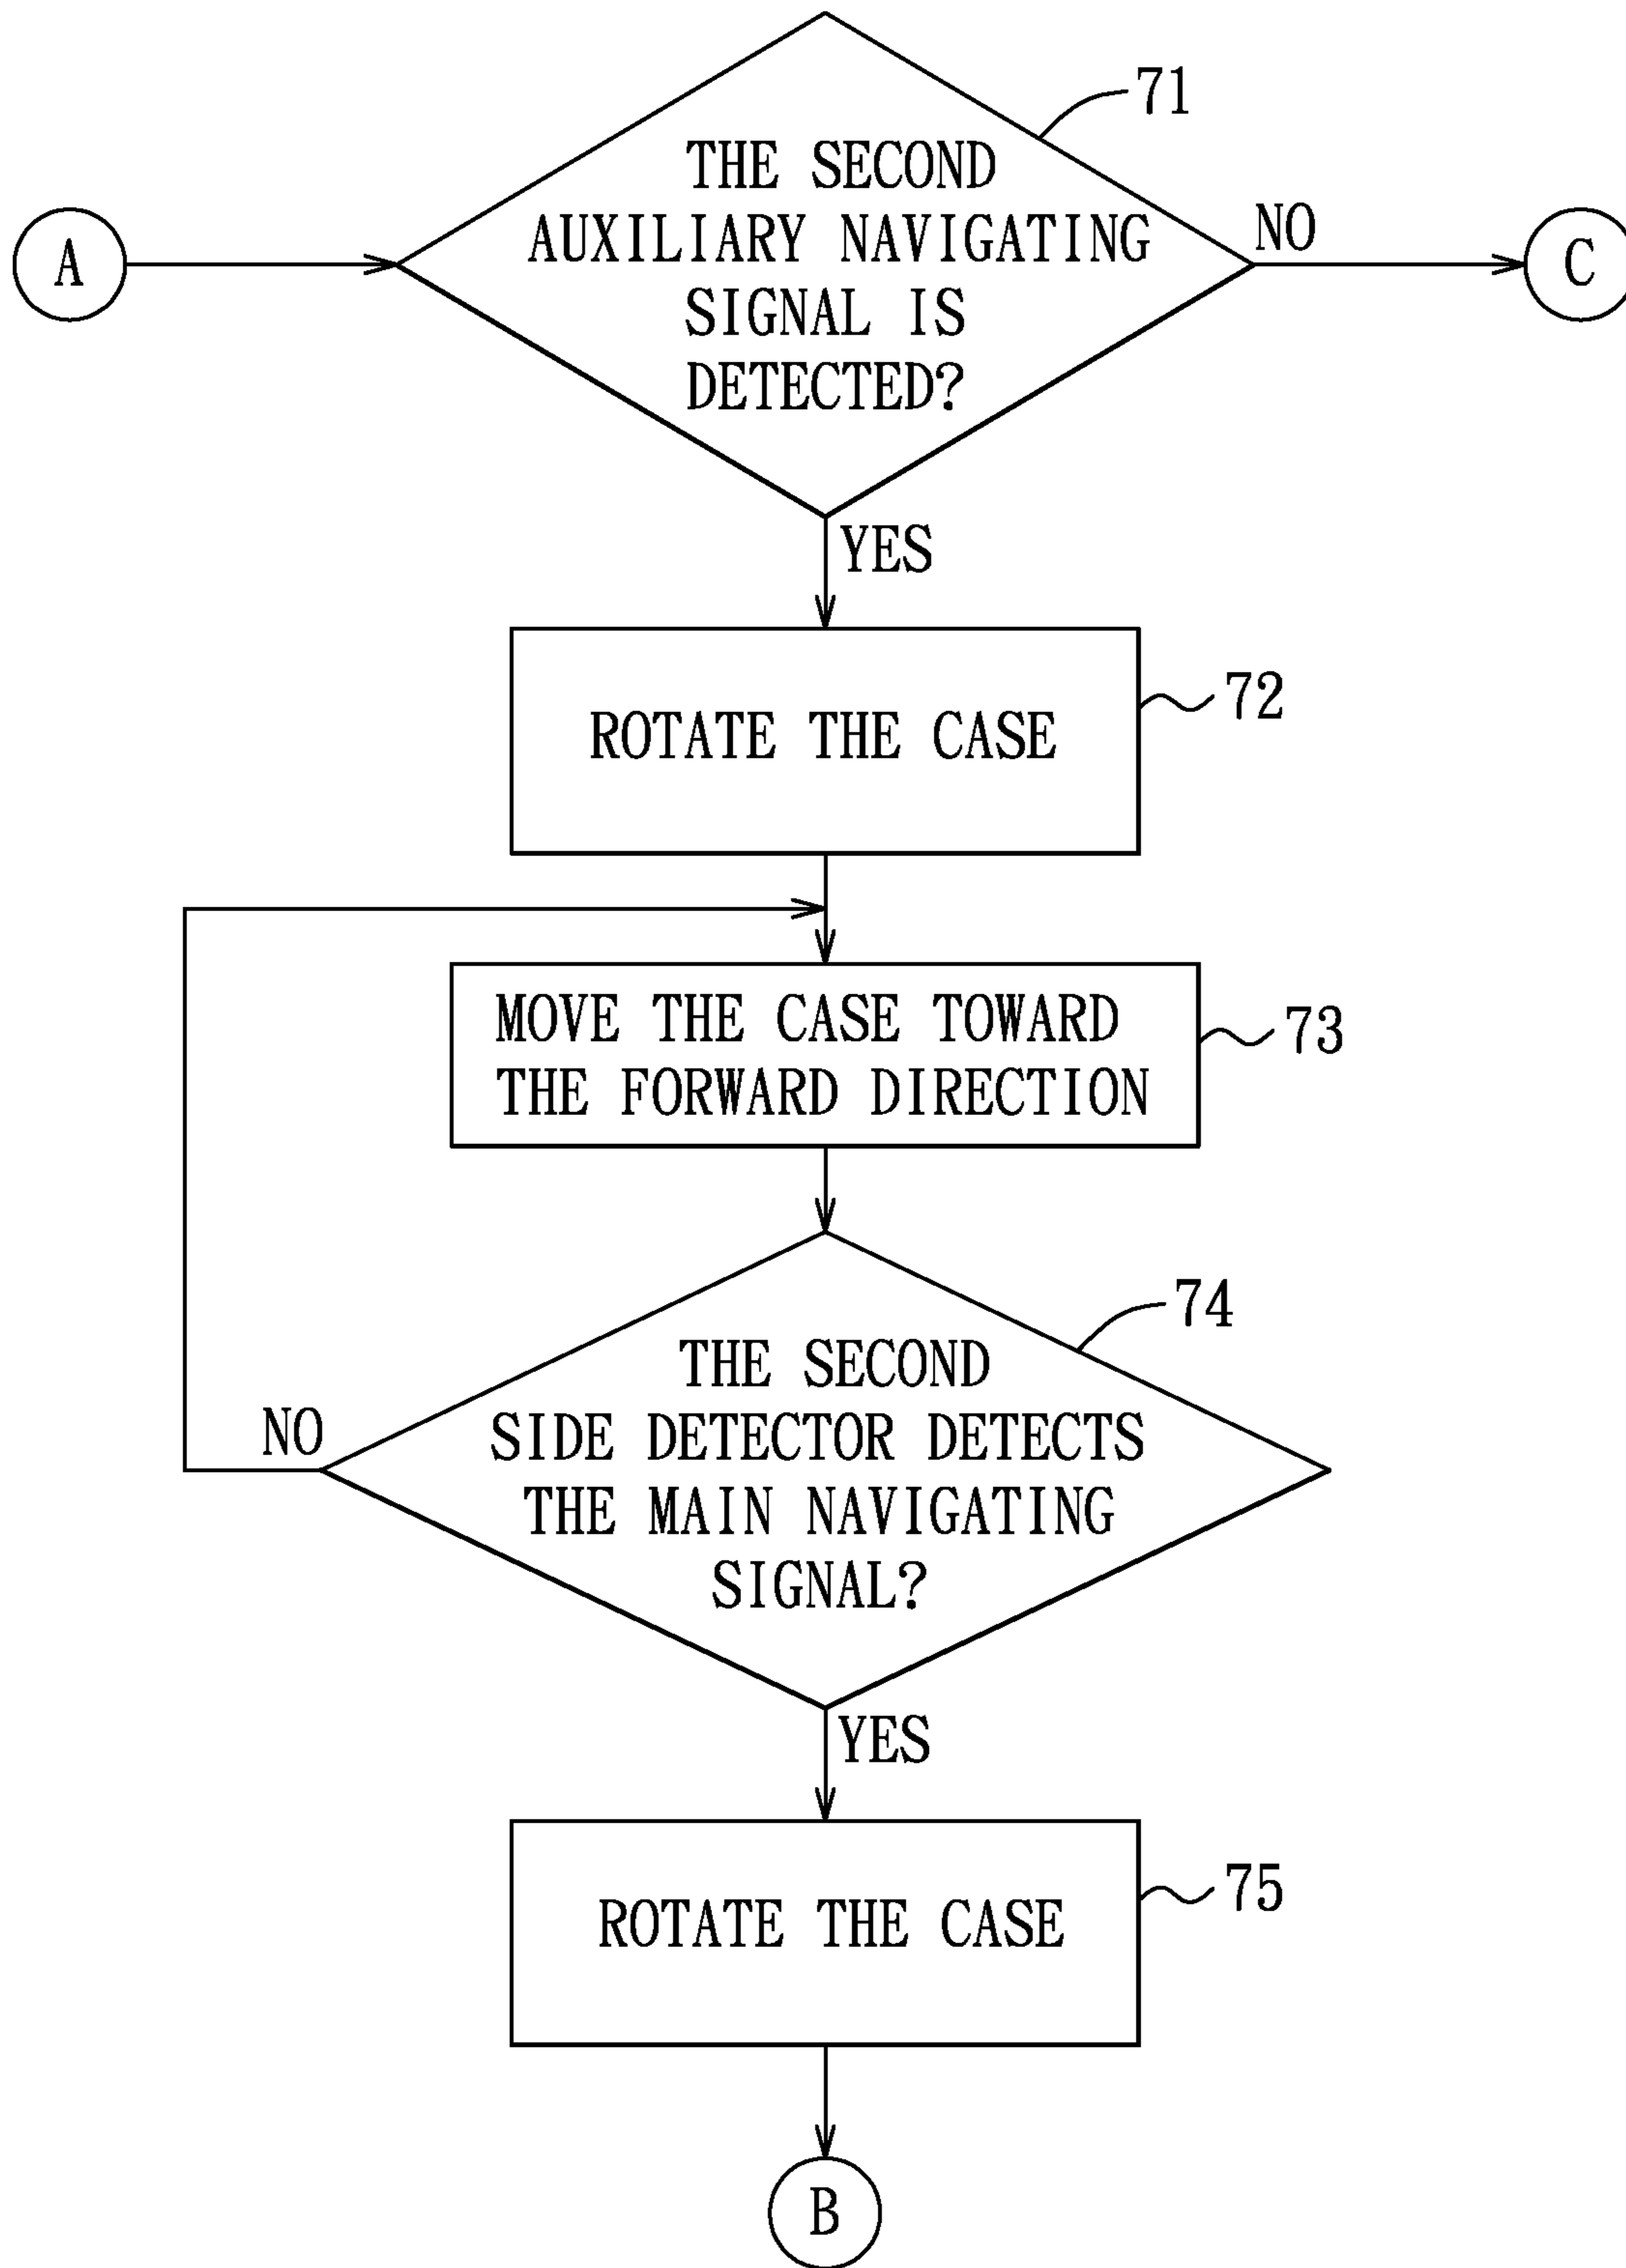 71
THE SECOND
AUXILIARY NAVIGATING
SIGNAL IS
DETECTED?
A
NO
C
YES
72
ROTATE THE CASE
MOVE THE CASE TOWARD
THE FORWARD DIRECTION
73
74
THE SECOND
SIDE DETECTOR DETECTS
THE MAIN NAVIGATING
SIGNAL?
NO
YES
75
ROTATE THE CASE
B